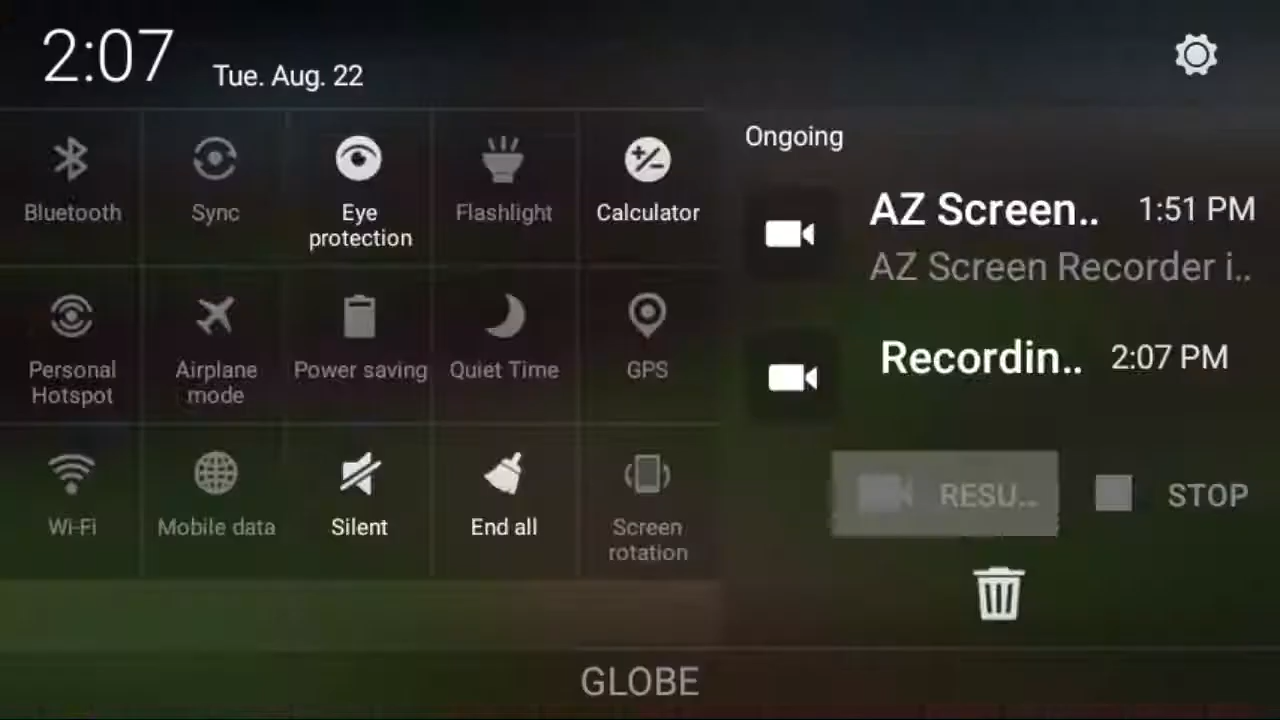 2:07
Tue. Aug. 22
Bluetooth
Sync
Eye
protection
Flashlight
Calculator
Personal
Hotspot
Airplane
mode
Power saving
Quiet Time
GPS
Wi-Fi
Mobile data
Silent
End all
Screen
rotation
Ongoing
AZ Screen.. 1:51 PM
AZ Screen Recorder i..
Recordin.. 2:07 PM
RESU... STOP
GLOBE